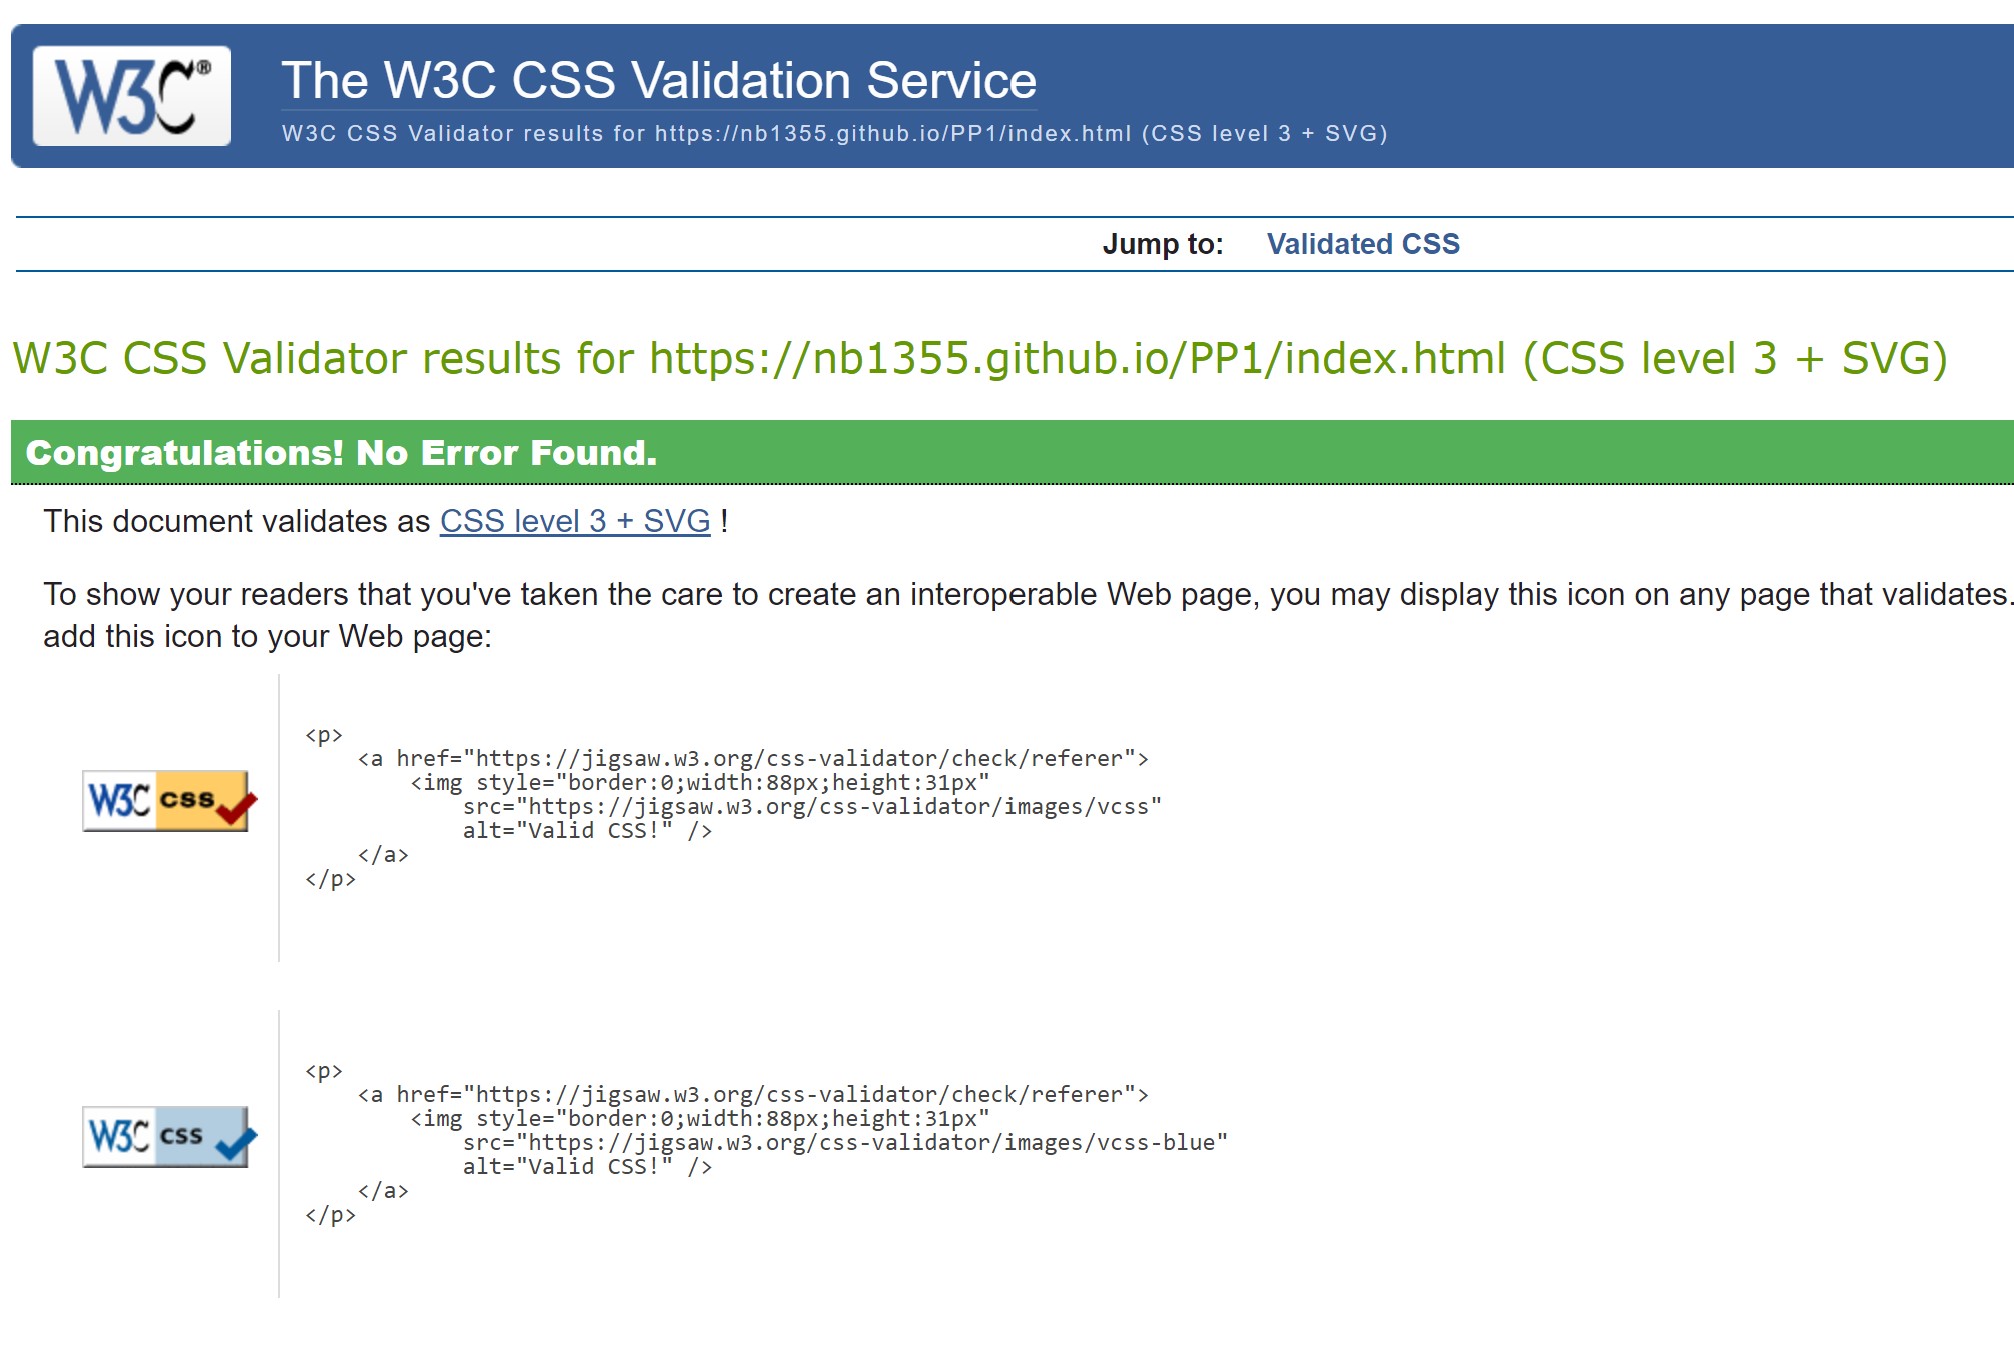 W3C®
The W3C CSS Validation Service
W3C CSS Validator results for https://nb1355.github.io/PP1/index.html (CSS level 3 + SVG)
Jump to: Validated CSS
W3C CSS Validator results for https://nb1355.github.io/PP1/index.html (CSS level 3 + SVG)
Congratulations! No Error Found.
This document validates as CSS level 3 + SVG !
To show your readers that you've taken the care to create an interoperable Web page, you may display this icon on any page that validates.
add this icon to your Web page:
W3C CSS
<p>
    <a href="https://jigsaw.w3.org/css-validator/check/referer">
        <img style="border:0;width:88px;height:31px"
            src="https://jigsaw.w3.org/css-validator/images/vcss"
            alt="Valid CSS!" />
    </a>
</p>
W3C CSS
<p>
    <a href="https://jigsaw.w3.org/css-validator/check/referer">
        <img style="border:0;width:88px;height:31px"
            src="https://jigsaw.w3.org/css-validator/images/vcss-blue"
            alt="Valid CSS!" />
    </a>
</p>